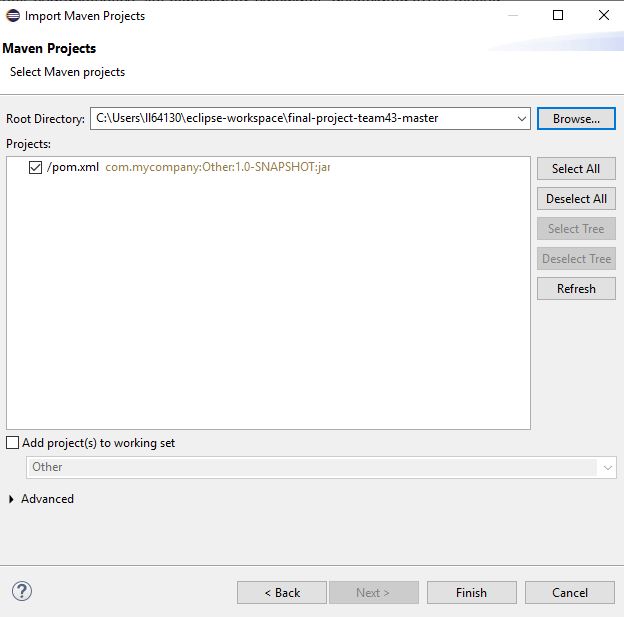 Import Maven Projects
Maven Projects
Select Maven projects
Root Directory: C:\Users\ll64130\eclipse-workspace\final-project-team43-master Browse...
Projects:
/pom.xml com.mycompany:Other:1.0-SNAPSHOT:jar
Select All
Deselect All
Select Tree
Deselect Tree
Refresh
Add project(s) to working set
Other
Advanced
? < Back Next > Finish Cancel